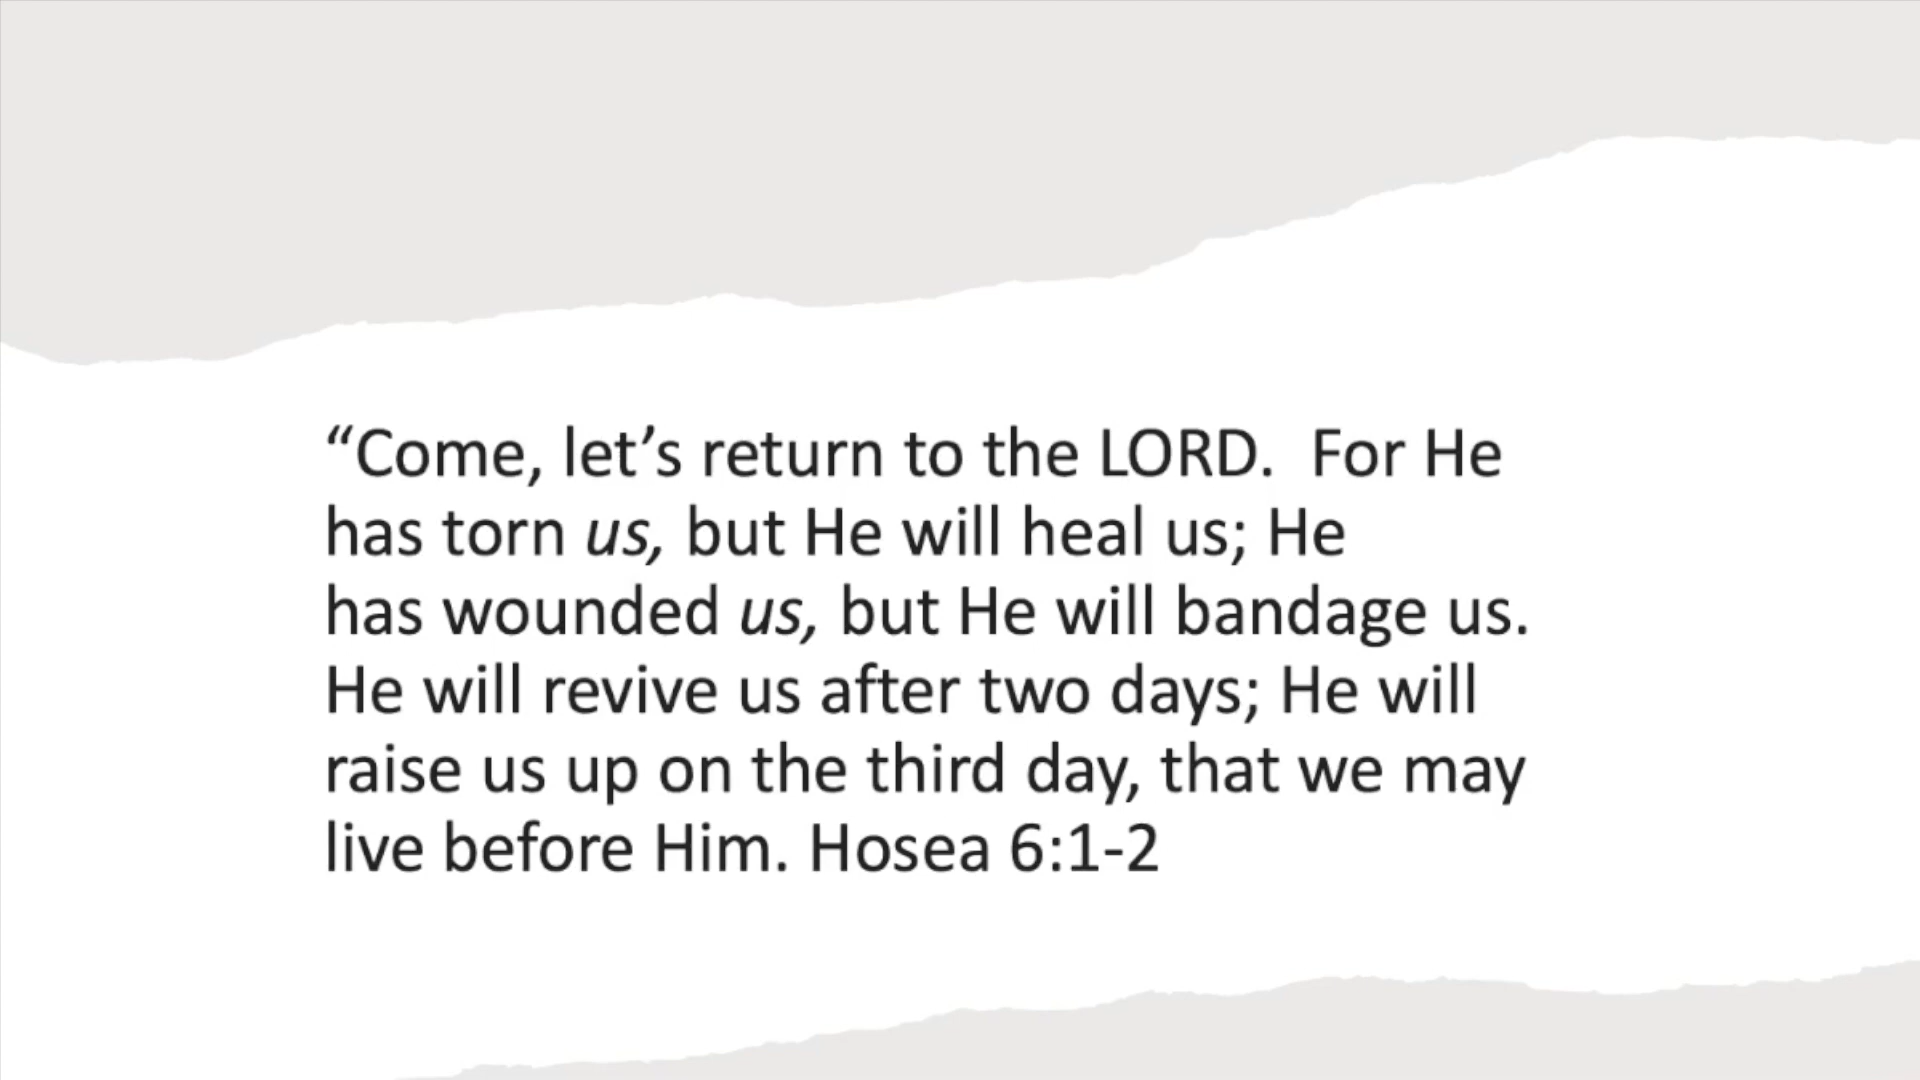 “Come, let’s return to the LORD.  For He
has torn us, but He will heal us; He
has wounded us, but He will bandage us.
He will revive us after two days; He will
raise us up on the third day, that we may
live before Him. Hosea 6:1-2